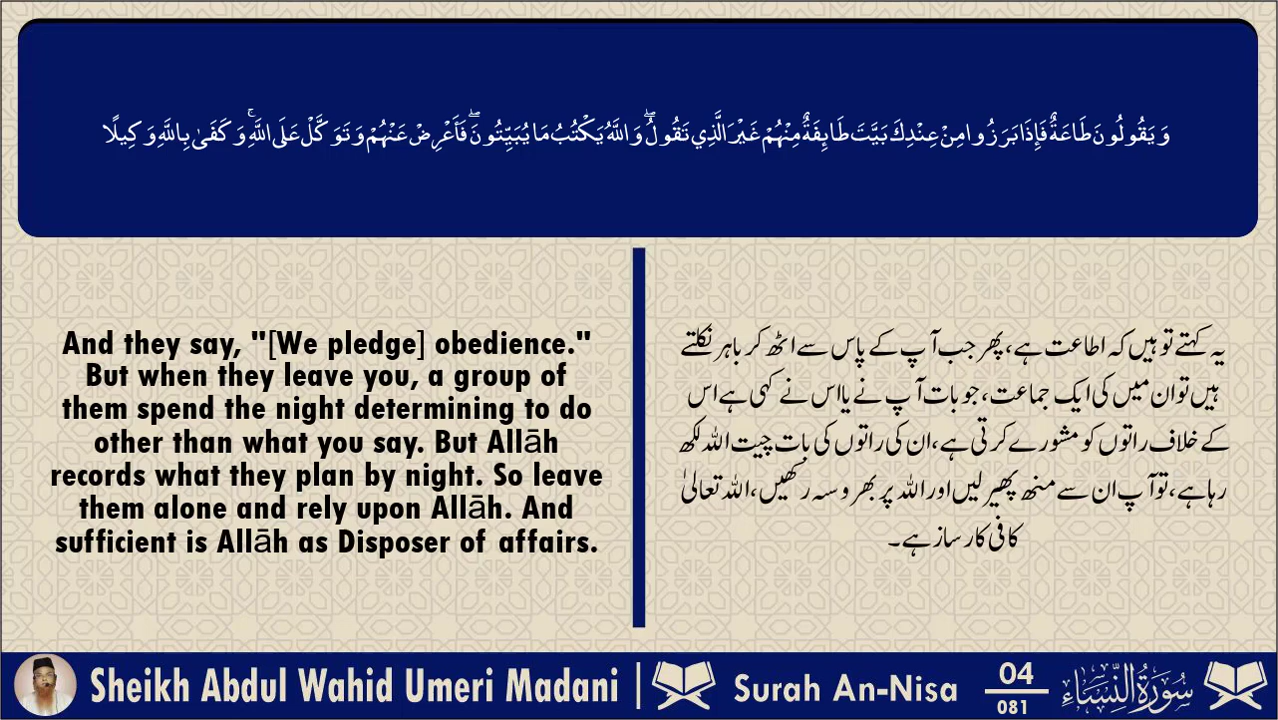 وَيَقُولُونَ طَاعَةٌ فَإِذَا بَرَزُوا مِنْ عِنْدِكَ بَيَّتَ طَائِفَةٌ مِنْهُمْ غَيْرَ الَّذِي تَقُولُ ۖ وَاللَّهُ يَكْتُبُ مَا يُبَيِّتُونَ ۖ فَأَعْرِضْ عَنْهُمْ وَتَوَكَّلْ عَلَى اللَّهِ ۚ وَكَفَىٰ بِاللَّهِ وَكِيلًا
And they say, "[We pledge] obedience."
But when they leave you, a group of
them spend the night determining to do
other than what you say. But Allāh
records what they plan by night. So leave
them alone and rely upon Allāh. And
sufficient is Allāh as Disposer of affairs.
یہ کہتے تو ہیں کہ اطاعت ہے، پھر جب آپ کے پاس سے اٹھ کر باہر نکلتے
ہیں تو ان میں کی ایک جماعت، جو بات آپ نے یا اس نے کہی ہے اس
کے خلاف راتوں کو مشورے کرتی ہے، ان کی راتوں کی بات چیت اللہ لکھ
رہا ہے، تو آپ ان سے منھ پھیر لیں اور اللہ پر بھروسہ رکھیں، اللہ تعالیٰ
کافی کارساز ہے۔
Sheikh Abdul Wahid Umeri Madani |
Surah An-Nisa
04
081
سُورَةُ النِّسَاءِ